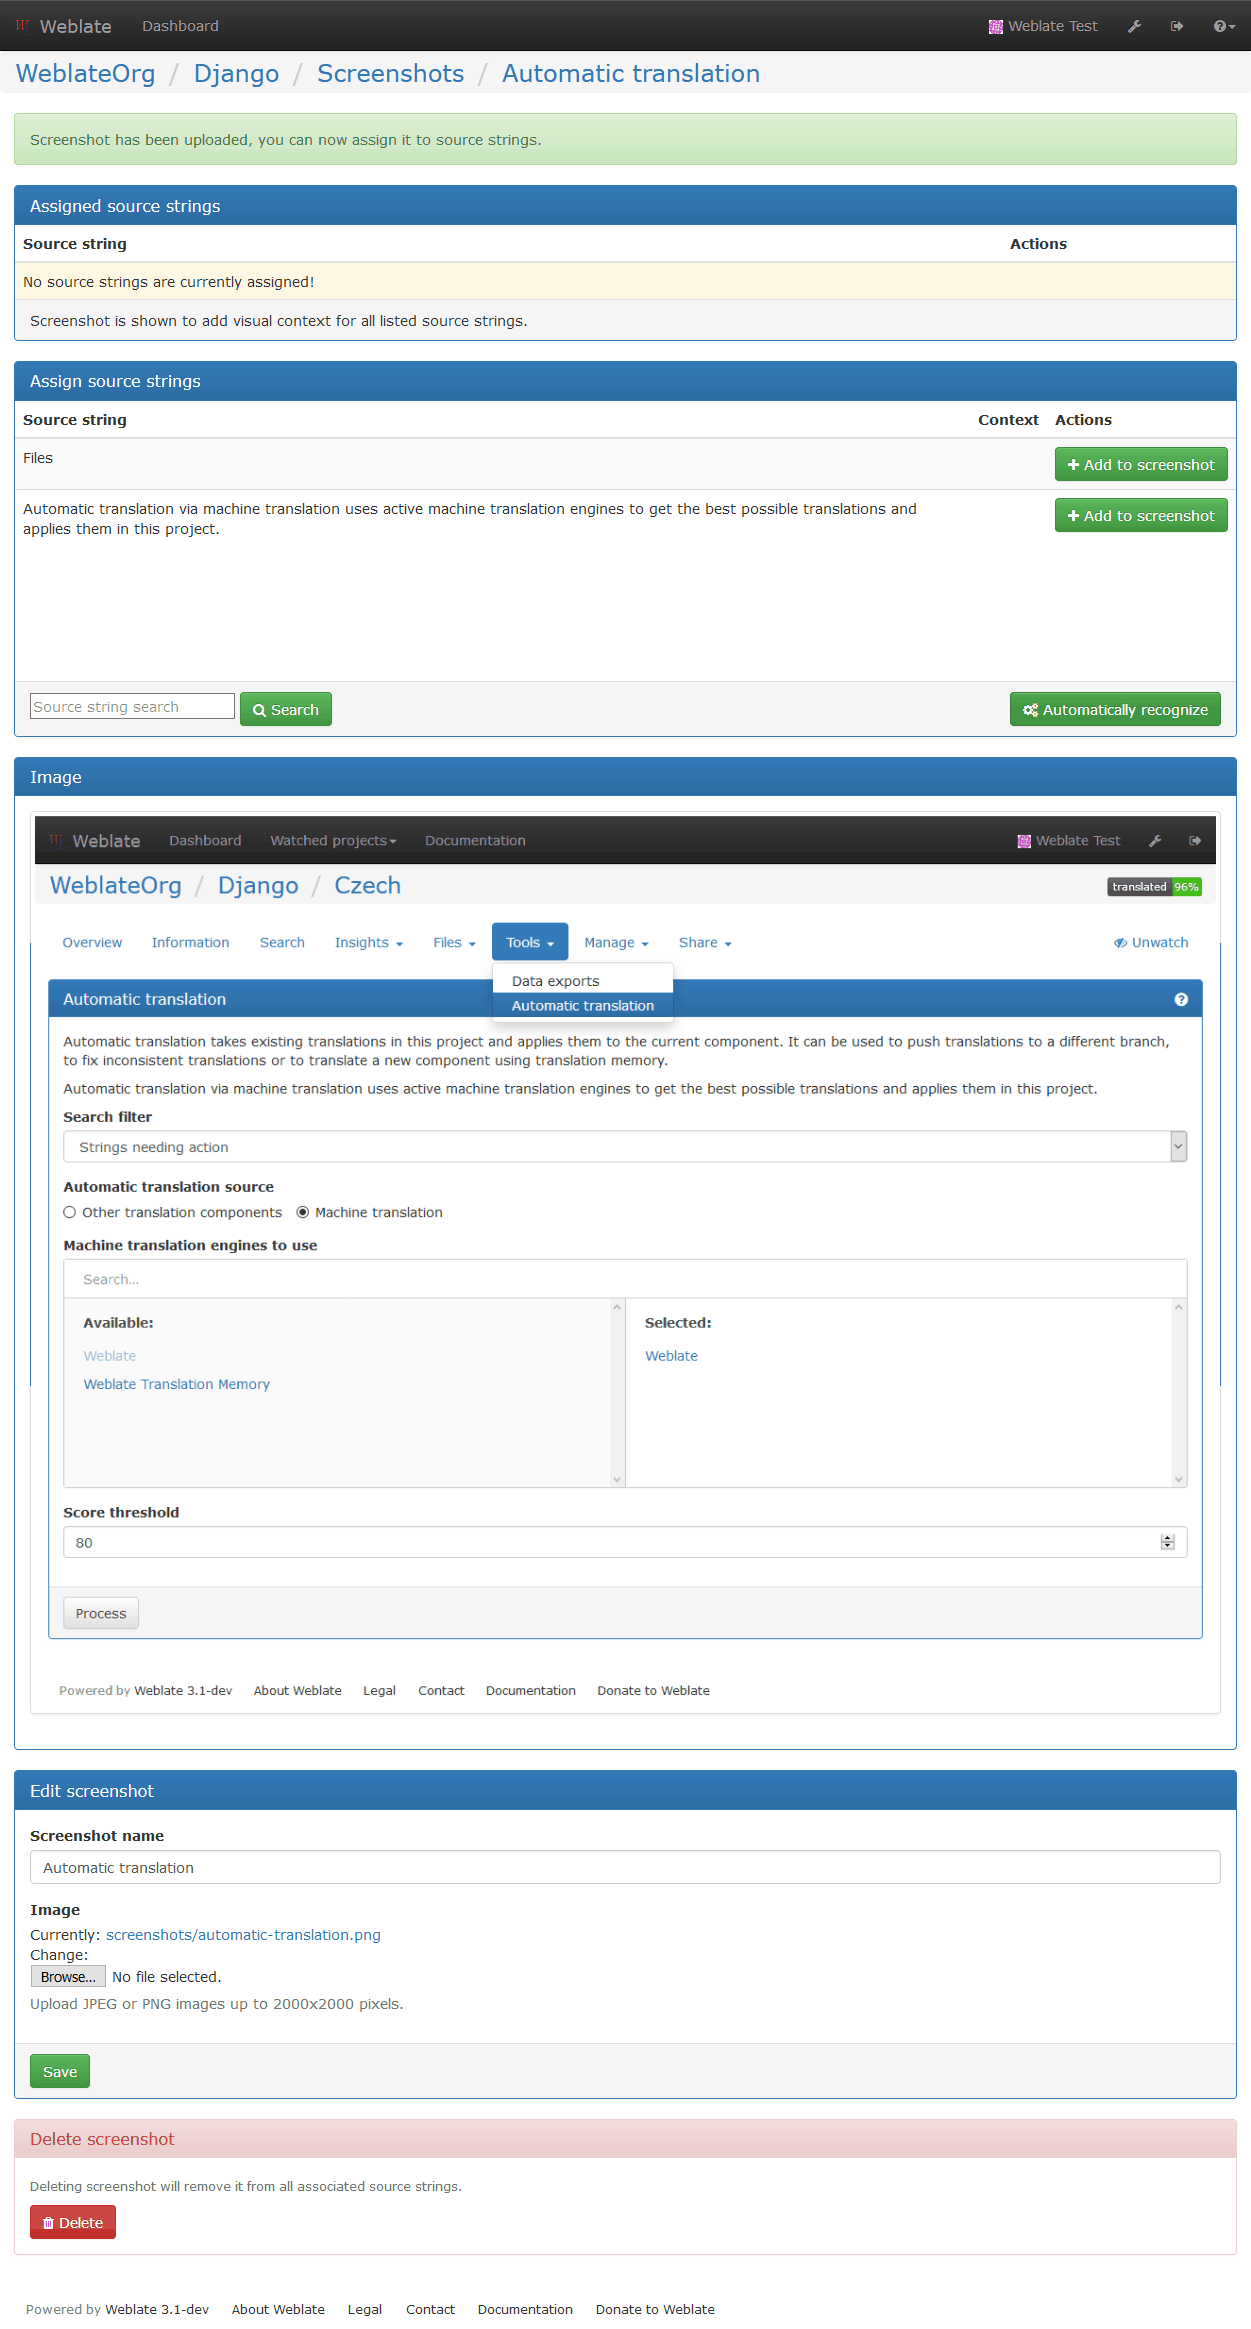 Weblate Dashboard Weblate Test
WeblateOrg / Django / Screenshots / Automatic translation
Screenshot has been uploaded, you can now assign it to source strings.
Assigned source strings
Source string Actions
No source strings are currently assigned!
Screenshot is shown to add visual context for all listed source strings.
Assign source strings
Source string Context Actions
Files Add to screenshot
Automatic translation via machine translation uses active machine translation engines to get the best possible translations and Add to screenshot
applies them in this project.
Source string search Search Automatically recognize
Image
Weblate Dashboard Watched projects Documentation Weblate Test
WeblateOrg / Django / Czech translated 96%
Overview Information Search Insights Files Tools Manage Share Unwatch
Data exports
Automatic translation
Automatic translation
Automatic translation takes existing translations in this project and applies them to the current component. It can be used to push translations to a different branch,
to fix inconsistent translations or to translate a new component using translation memory.
Automatic translation via machine translation uses active machine translation engines to get the best possible translations and applies them in this project.
Search filter
Strings needing action
Automatic translation source
Other translation components Machine translation
Machine translation engines to use
Search...
Available: Selected:
Weblate Weblate
Weblate Translation Memory
Score threshold
80
Process
Powered by Weblate 3.1-dev About Weblate Legal Contact Documentation Donate to Weblate
Edit screenshot
Screenshot name
Automatic translation
Image
Currently: screenshots/automatic-translation.png
Change:
Browse... No file selected.
Upload JPEG or PNG images up to 2000x2000 pixels.
Save
Delete screenshot
Deleting screenshot will remove it from all associated source strings.
Delete
Powered by Weblate 3.1-dev About Weblate Legal Contact Documentation Donate to Weblate